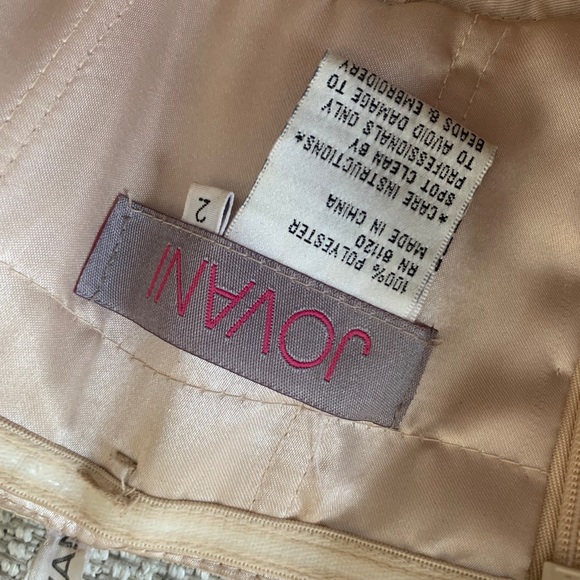 JOVANI
2
100% POLYESTER
RN 61120
MADE IN CHINA
*CARE INSTRUCTIONS*
SPOT CLEAN BY
PROFESSIONALS ONLY
TO AVOID DAMAGE TO
BEADS & EMBROIDERY